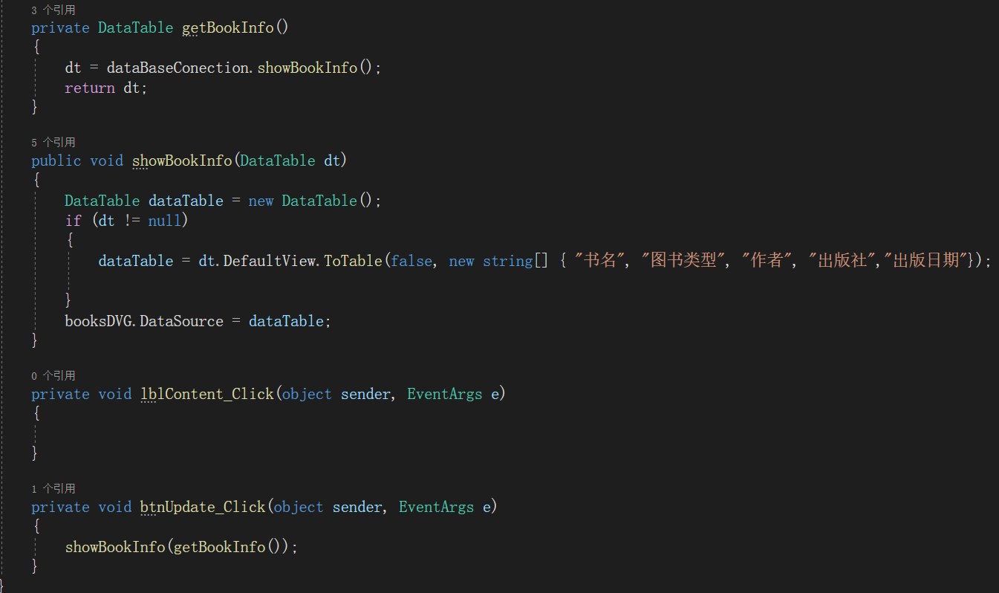 3 个引用
private DataTable getBookInfo()
{
dt = dataBaseConection.showBookInfo();
return dt;
}
5 个引用
public void showBookInfo(DataTable dt)
{
DataTable dataTable = new DataTable();
if (dt != null)
{
dataTable = dt.DefaultView.ToTable(false, new string[] { "书名", "图书类型", "作者", "出版社","出版日期"});
}
booksDVG.DataSource = dataTable;
}
0 个引用
private void lblContent_Click(object sender, EventArgs e)
{
}
1 个引用
private void btnUpdate_Click(object sender, EventArgs e)
{
showBookInfo(getBookInfo());
}
}